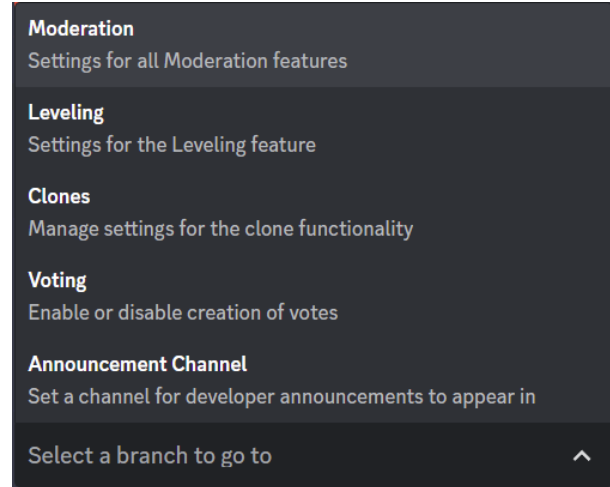 Moderation
Settings for all Moderation features
Leveling
Settings for the Leveling feature
Clones
Manage settings for the clone functionality
Voting
Enable or disable creation of votes
Announcement Channel
Set a channel for developer announcements to appear in
Select a branch to go to